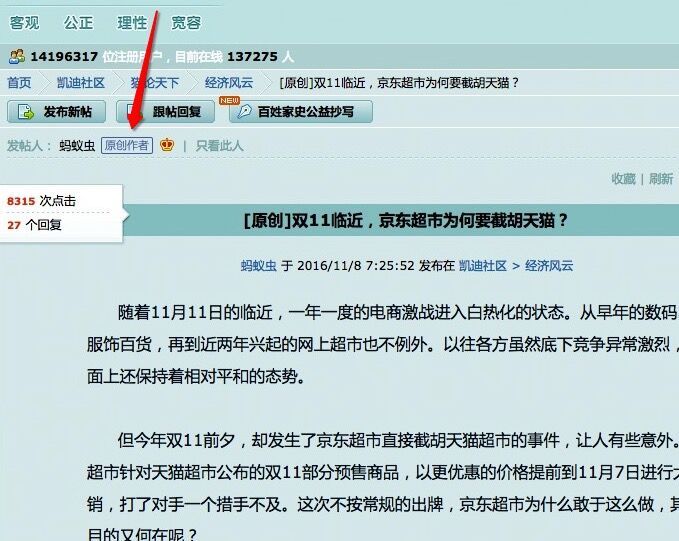 客观 公正 理性 宽容
14196317 位注册用户，目前在线 137275 人
首页 凯迪社区 猫论天下 经济风云 [原创]双11临近，京东超市为何要截胡天猫？
发布新帖 跟帖回复 NEW 百姓家史公益抄写
发帖人： 蚂蚁虫 原创作者 | 只看此人
收藏 | 刷新
8315 次点击
27 个回复
[原创]双11临近，京东超市为何要截胡天猫？
蚂蚁虫 于 2016/11/8 7:25:52 发布在 凯迪社区 > 经济风云
随着11月11日的临近，一年一度的电商激战进入白热化的状态。从早年的数码
服饰百货，再到近两年兴起的网上超市也不例外。以往各方虽然底下竞争异常激烈，
面上还保持着相对平和的态势。
但今年双11前夕，却发生了京东超市直接截胡天猫超市的事件，让人有些意外。
超市针对天猫超市公布的双11部分预售商品，以更优惠的价格提前到11月7日进行大
销，打了对手一个措手不及。这次不按常规的出牌，京东超市为什么敢于这么做，其
目的又何在呢？